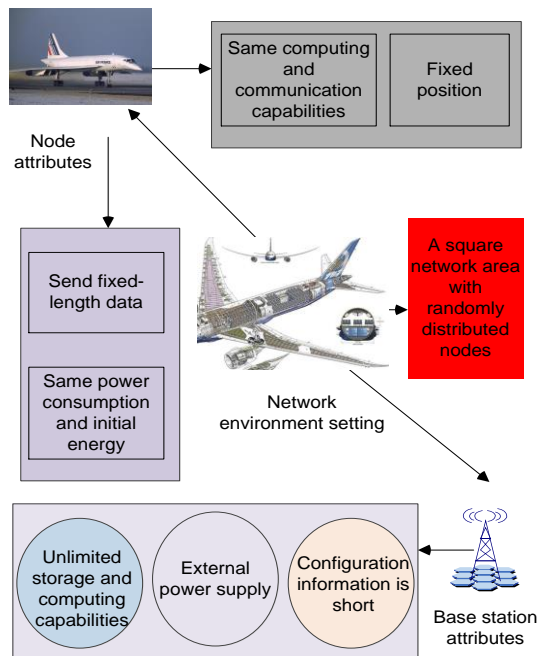 Same computing
and
communication
capabilities
Fixed
position
Node
attributes
Send fixed-
length data
Same power
consumption
and initial
energy
A square
network area
with
randomly
distributed
nodes
Network
environment setting
Unlimited
storage and
computing
capabilities
External
power supply
Configuration
information is
short
Base station
attributes